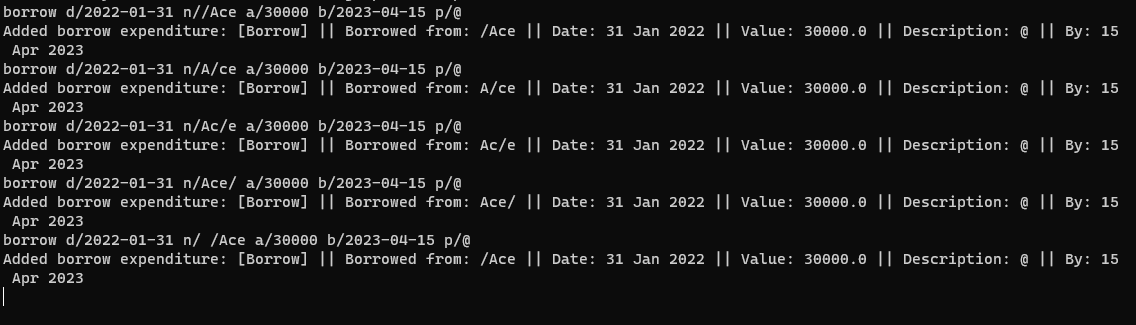 borrow d/2022-01-31 n//Ace a/30000 b/2023-04-15 p/@
Added borrow expenditure: [Borrow] || Borrowed from: /Ace || Date: 31 Jan 2022 || Value: 30000.0 || Description: @ || By: 15
Apr 2023
borrow d/2022-01-31 n/A/ce a/30000 b/2023-04-15 p/@
Added borrow expenditure: [Borrow] || Borrowed from: A/ce || Date: 31 Jan 2022 || Value: 30000.0 || Description: @ || By: 15
Apr 2023
borrow d/2022-01-31 n/Ac/e a/30000 b/2023-04-15 p/@
Added borrow expenditure: [Borrow] || Borrowed from: Ac/e || Date: 31 Jan 2022 || Value: 30000.0 || Description: @ || By: 15
Apr 2023
borrow d/2022-01-31 n/Ace/ a/30000 b/2023-04-15 p/@
Added borrow expenditure: [Borrow] || Borrowed from: Ace/ || Date: 31 Jan 2022 || Value: 30000.0 || Description: @ || By: 15
Apr 2023
borrow d/2022-01-31 n/ /Ace a/30000 b/2023-04-15 p/@
Added borrow expenditure: [Borrow] || Borrowed from: /Ace || Date: 31 Jan 2022 || Value: 30000.0 || Description: @ || By: 15
Apr 2023